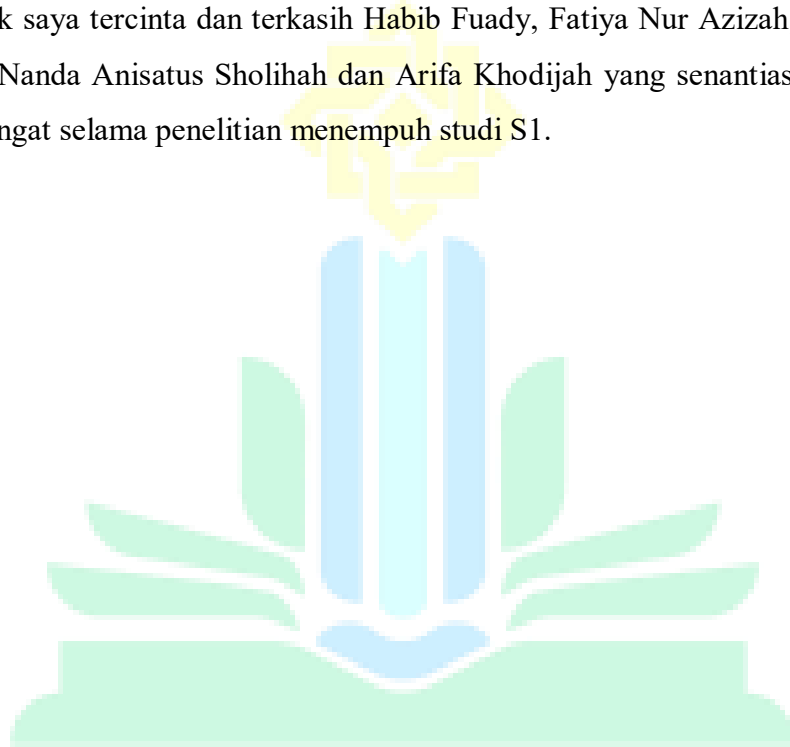 k saya tercinta dan terkasih Habib Fuady, Fatiya Nur Azizah
Nanda Anisatus Sholihah dan Arifa Khodijah yang senantias
ngat selama penelitian menempuh studi S1.